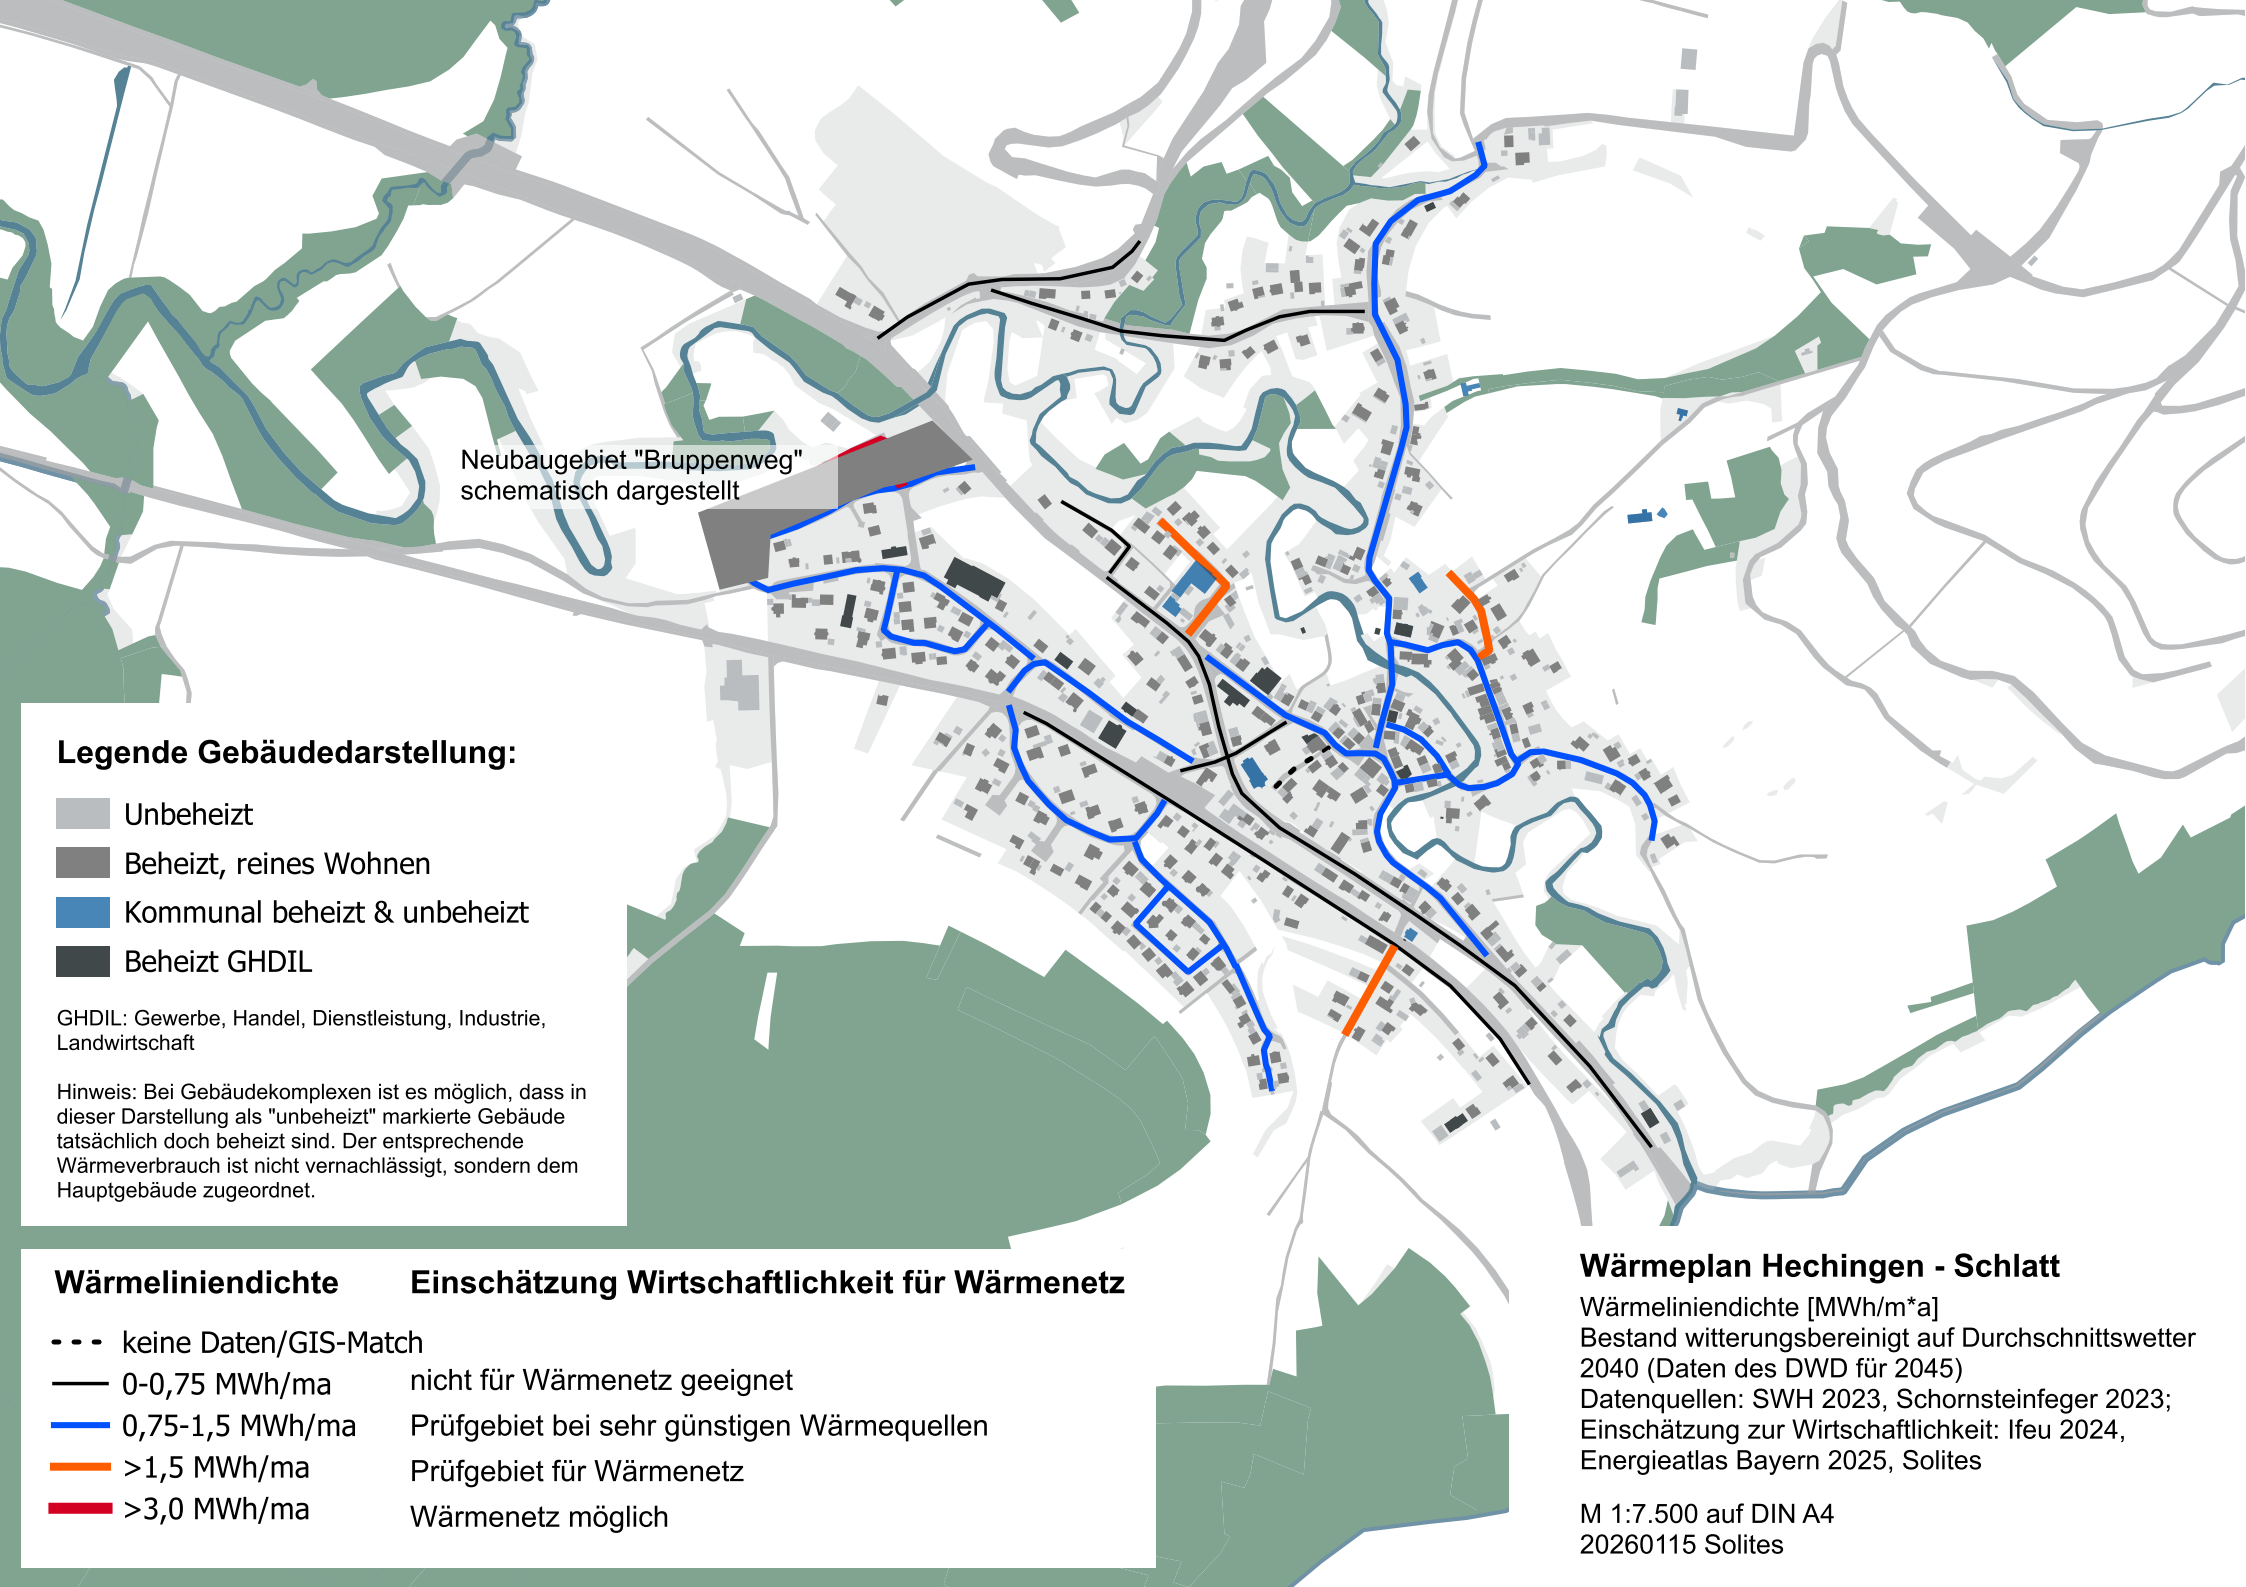 Neubaugebiet "Bruppenweg"
schematisch dargestellt
Legende Gebäudedarstellung:
Unbeheizt
Beheizt, reines Wohnen
Kommunal beheizt & unbeheizt
Beheizt GHDIL
GHDIL: Gewerbe, Handel, Dienstleistung, Industrie,
Landwirtschaft
Hinweis: Bei Gebäudekomplexen ist es möglich, dass in
dieser Darstellung als "unbeheizt" markierte Gebäude
tatsächlich doch beheizt sind. Der entsprechende
Wärmeverbrauch ist nicht vernachlässigt, sondern dem
Hauptgebäude zugeordnet.
Wärmeliniendichte
Einschätzung Wirtschaftlichkeit für Wärmenetz
keine Daten/GIS-Match
0-0,75 MWh/ma
nicht für Wärmenetz geeignet
0,75-1,5 MWh/ma
Prüfgebiet bei sehr günstigen Wärmequellen
>1,5 MWh/ma
Prüfgebiet für Wärmenetz
>3,0 MWh/ma
Wärmenetz möglich
Wärmeplan Hechingen - Schlatt
Wärmeliniendichte [MWh/m*a]
Bestand witterungsbereinigt auf Durchschnittswetter
2040 (Daten des DWD für 2045)
Datenquellen: SWH 2023, Schornsteinfeger 2023;
Einschätzung zur Wirtschaftlichkeit: Ifeu 2024,
Energieatlas Bayern 2025, Solites
M 1:7.500 auf DIN A4
20260115 Solites